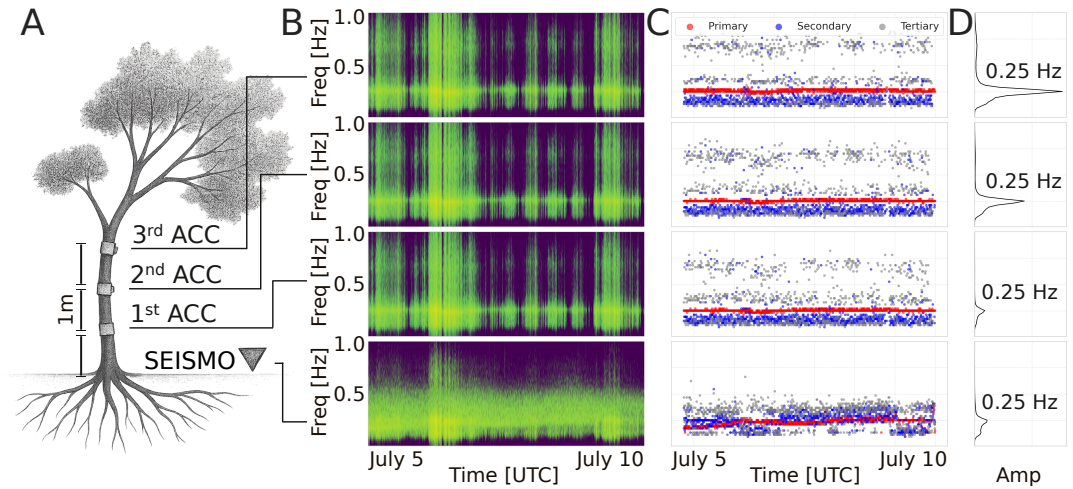 A
B
C
D
3rd ACC
2nd ACC
1st ACC
SEISMO
1m
1.0
0.5
Freq [Hz]
1.0
0.5
Freq [Hz]
1.0
0.5
Freq [Hz]
1.0
0.5
Freq [Hz]
July 5
July 10
Time [UTC]
Primary Secondary Tertiary
July 5
July 10
Time [UTC]
0.25 Hz
0.25 Hz
0.25 Hz
0.25 Hz
Amp